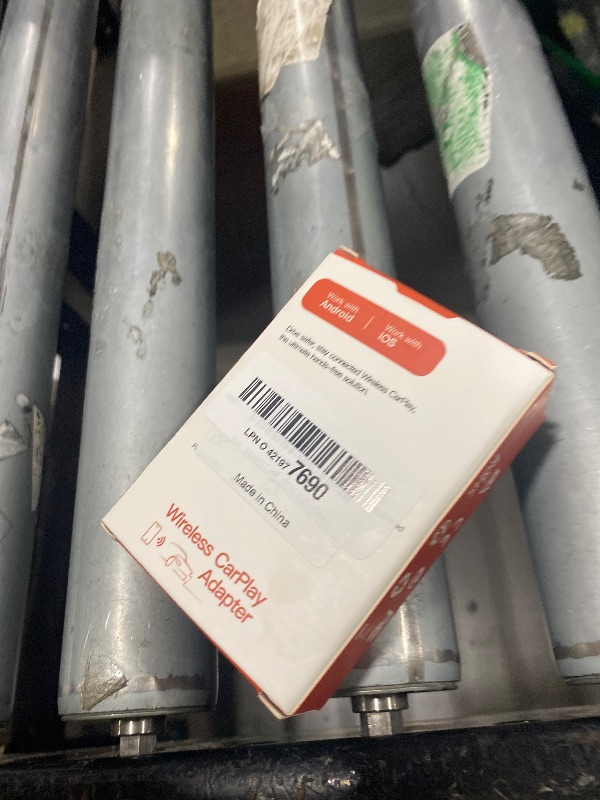 Work with
Android
Work with
iOS
Drive safer, stay connected Wireless CarPlay,
the ultimate hands-free solution.
LPN O 42197 7690
Made in China
Wireless CarPlay
Adapter